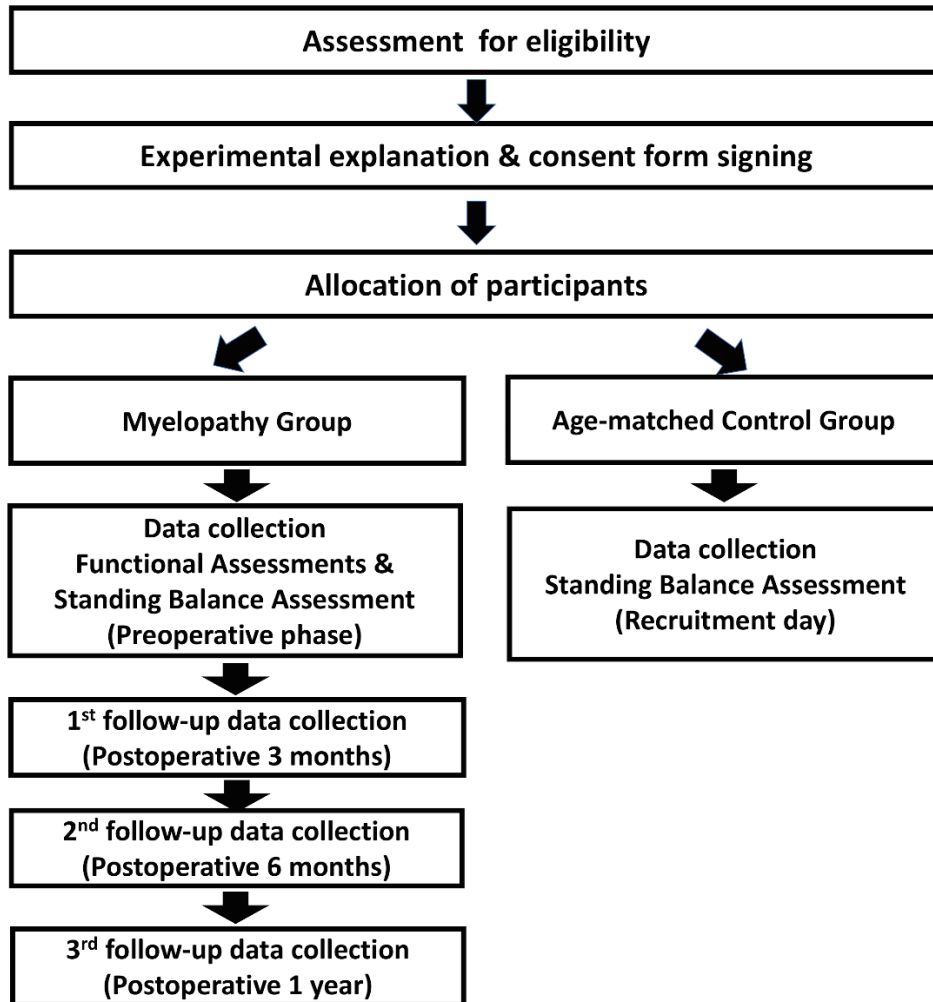 Assessment for eligibility
Experimental explanation & consent form signing
Allocation of participants
Myelopathy Group
Age-matched Control Group
Data collection
Functional Assessments &
Standing Balance Assessment
(Preoperative phase)
Data collection
Standing Balance Assessment
(Recruitment day)
1st follow-up data collection
(Postoperative 3 months)
2nd follow-up data collection
(Postoperative 6 months)
3rd follow-up data collection
(Postoperative 1 year)